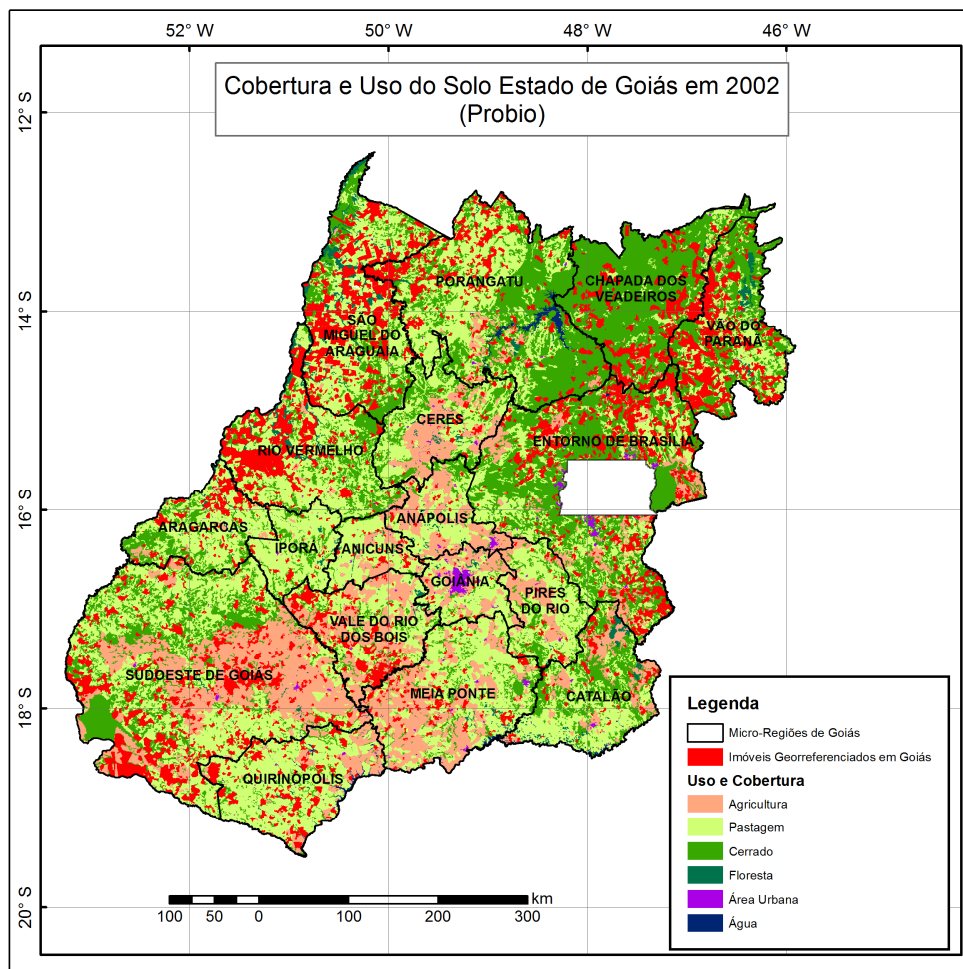 52° W
50° W
48° W
46° W
Cobertura e Uso do Solo Estado de Goiás em 2002
(Probio)
12° S
14° S
16° S
18° S
20° S
PORANGATU
CHAPADA DOS
VEADEIROS
SÃO
MIGUEL DO
ARAGUAIA
VÃO DO
PARANÃ
CERES
ENTORNO DE BRASÍLIA
RIO VERMELHO
ARAGARÇAS
ANÁPOLIS
IPORÁ
ANICUNS
GOIÂNIA
PIRES
DO RIO
VALE DO RIO
DOS BOIS
SUDOESTE DE GOIÁS
MEIA PONTE
CATALÃO
QUIRINÓPOLIS
Legenda
Micro-Regiões de Goiás
Imóveis Georreferenciados em Goiás
Uso e Cobertura
Agricultura
Pastagem
Cerrado
Floresta
Área Urbana
Água
km
100 50 0 100 200 300